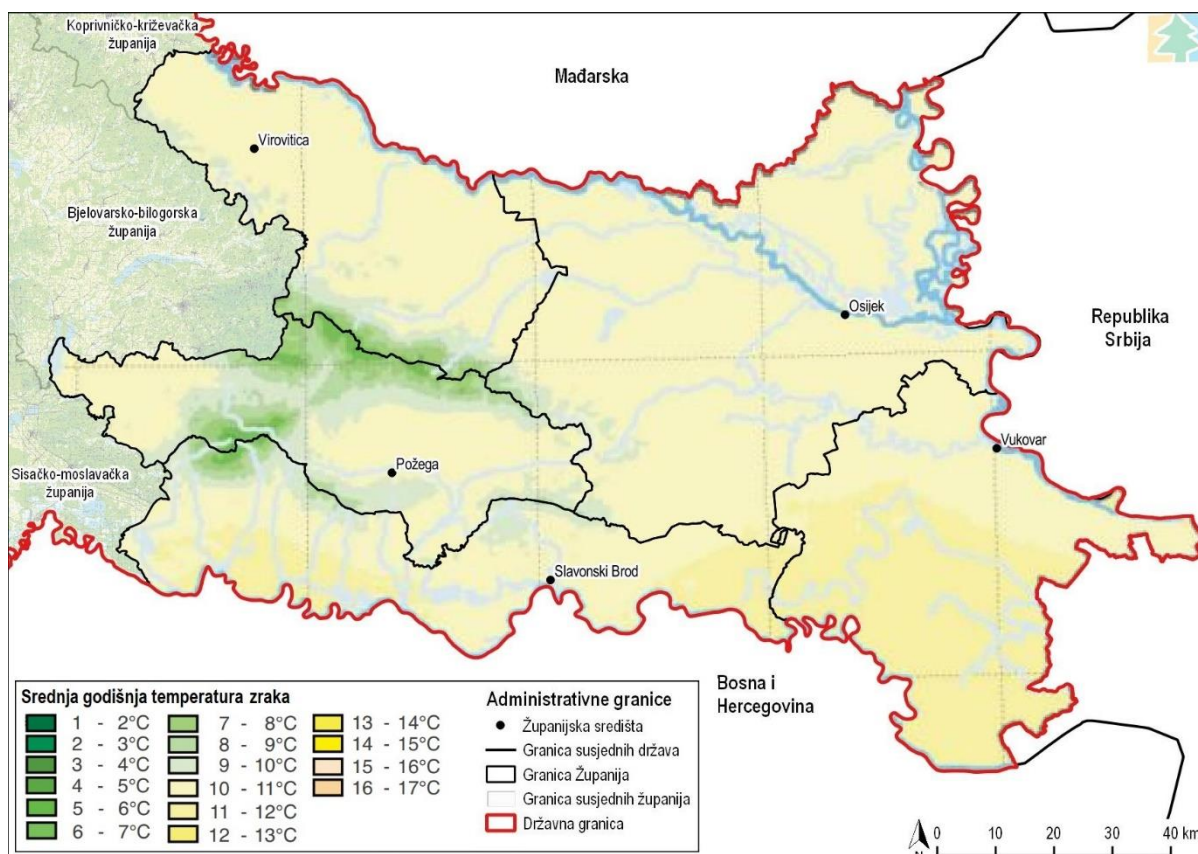 Koprivničko-križevačka
županija
Mađarska
Virovitica
Bjelovarsko-bilogorska
županija
Osijek
Republika
Srbija
Vukovar
Požega
Sisačko-moslavačka
županija
Slavonski Brod
Bosna i
Hercegovina
Srednja godišnja temperatura zraka
1 - 2°C
2 - 3°C
3 - 4°C
4 - 5°C
5 - 6°C
6 - 7°C
7 - 8°C
8 - 9°C
9 - 10°C
10 - 11°C
11 - 12°C
12 - 13°C
13 - 14°C
14 - 15°C
15 - 16°C
16 - 17°C
Administrativne granice
Županijska središta
Granica susjednih država
Granica Županija
Granica susjednih županija
Državna granica
N
0 10 20 40 km